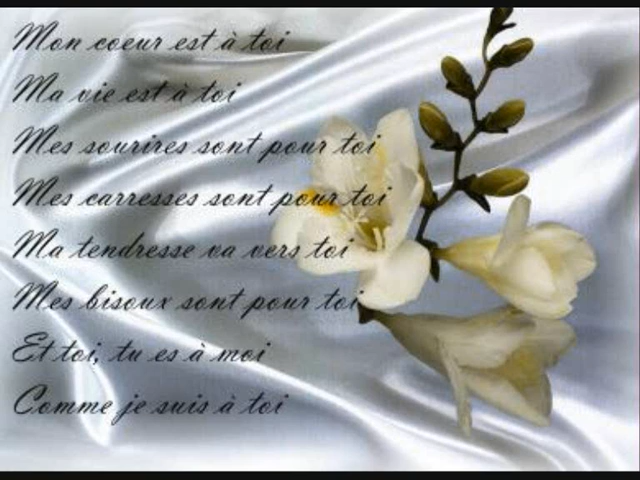 Mon coeur est à toi
Ma vie est à toi
Mes sourires sont pour toi
Mes carresses sont pour toi
Ma tendresse va vers toi
Mes bisoux sont pour toi
Et toi, tu es à moi
Comme je suis à toi